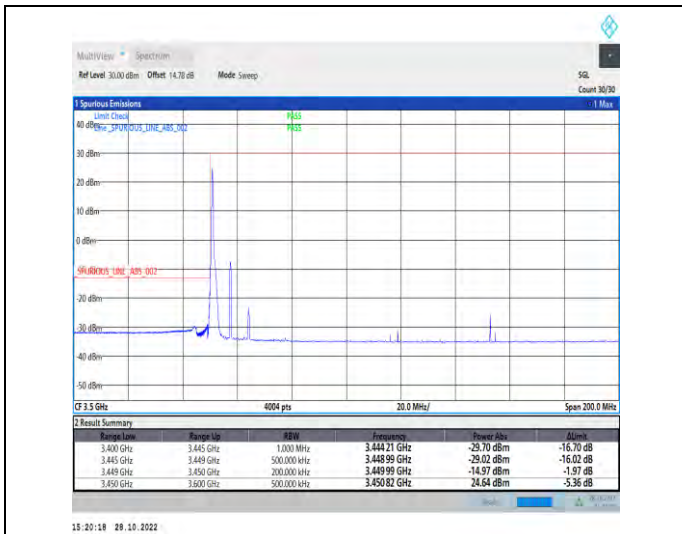 MultiView Spectrum
Ref Level 30.00 dBm Offset 14.78 dB Mode Sweep SGL
Count 30/30
1 Spurious Emissions 1 Max
Limit Check PASS
40 dBm Line _SPURIOUS_LINE_ABS_002 PASS
30 dBm
20 dBm
10 dBm
0 dBm
_SPURIOUS_LINE_ABS_002
-20 dBm
-30 dBm
-40 dBm
-50 dBm
CF 3.5 GHz 4004 pts 20.0 MHz/ Span 200.0 MHz
2 Result Summary
Range Low Range Up RBW Frequency Power Abs ΔLimit
3.400 GHz 3.445 GHz 1.000 MHz 3.444 21 GHz -29.70 dBm -16.70 dB
3.445 GHz 3.449 GHz 500.000 kHz 3.448 99 GHz -29.02 dBm -16.02 dB
3.449 GHz 3.450 GHz 200.000 kHz 3.449 99 GHz -14.97 dBm -1.97 dB
3.450 GHz 3.600 GHz 500.000 kHz 3.450 82 GHz 24.64 dBm -5.36 dB
15:20:18 28.10.2022